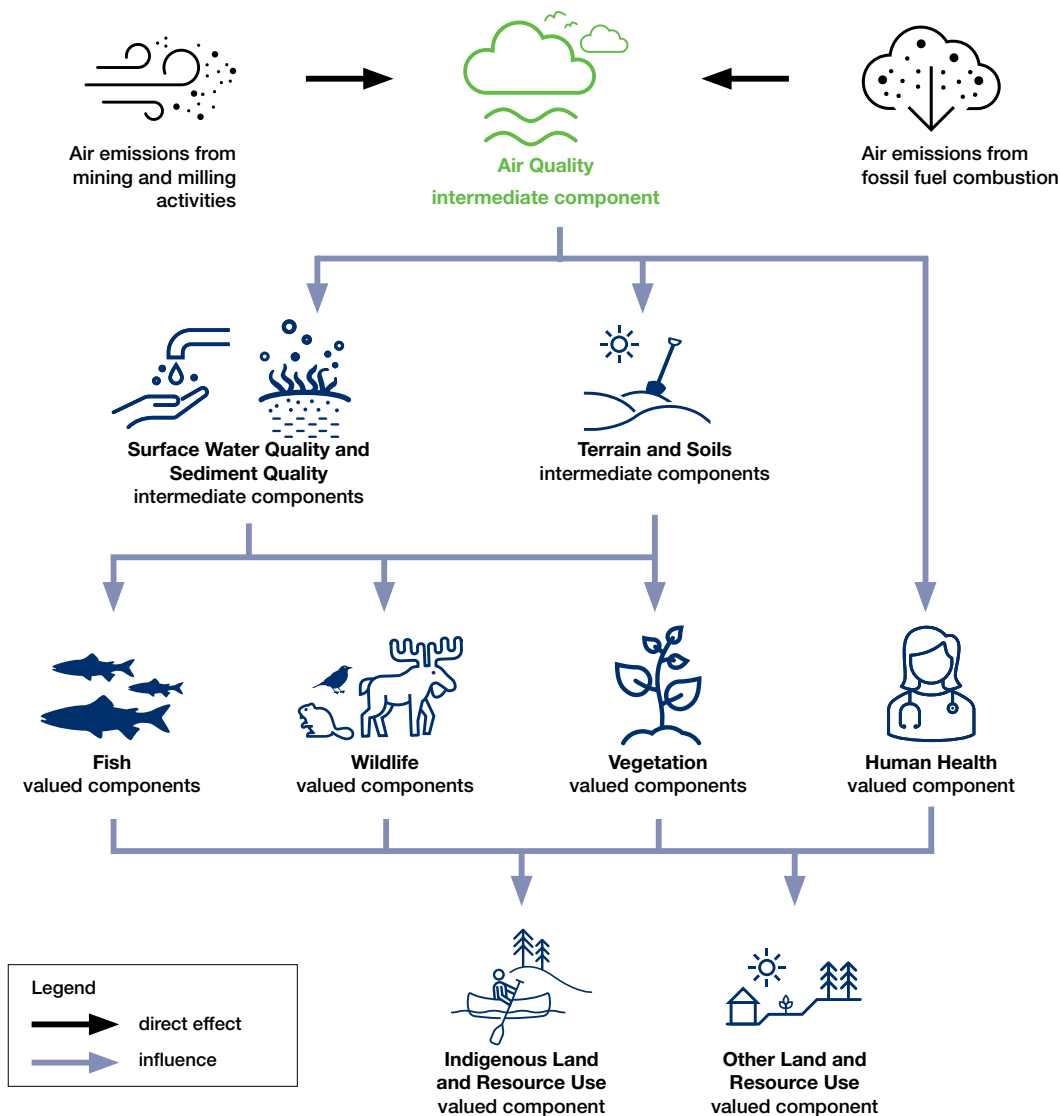 Air emissions from
mining and milling
activities
Air Quality
intermediate component
Air emissions from
fossil fuel combustion
Surface Water Quality and
Sediment Quality
intermediate components
Terrain and Soils
intermediate components
Fish
valued components
Wildlife
valued components
Vegetation
valued components
Human Health
valued component
Legend
direct effect
influence
Indigenous Land
and Resource Use
valued component
Other Land and
Resource Use
valued component